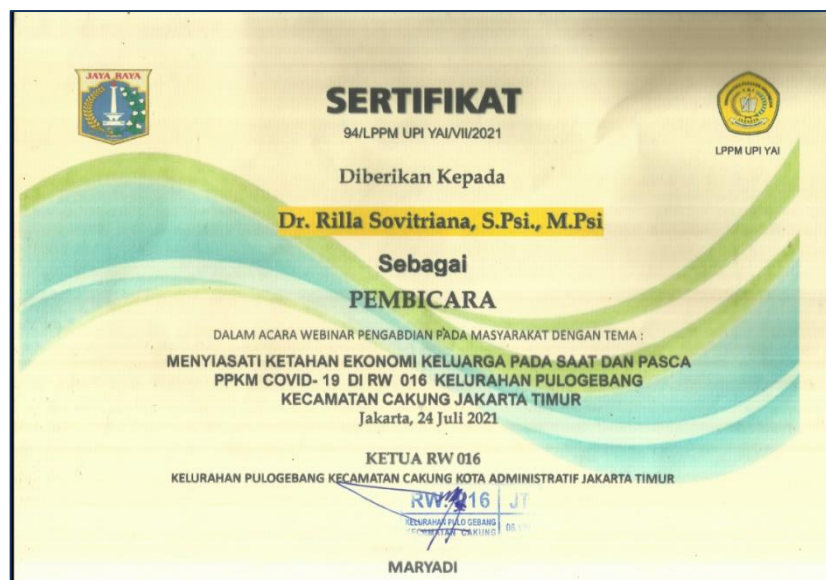 JAYA RAYA
SERTIFIKAT
94/LPPM UPI YAI/VII/2021
LPPM UPI YAI
Diberikan Kepada
Dr. Rilla Sovitriana, S.Psi., M.Psi
Sebagai
PEMBICARA
DALAM ACARA WEBINAR PENGABDIAN PADA MASYARAKAT DENGAN TEMA :
MENYIASATI KETAHAN EKONOMI KELUARGA PADA SAAT DAN PASCA
PPKM COVID- 19 DI RW 016 KELURAHAN PULOGEBANG
KECAMATAN CAKUNG JAKARTA TIMUR
Jakarta, 24 Juli 2021
KETUA RW 016
KELURAHAN PULOGEBANG KECAMATAN CAKUNG KOTA ADMINISTRATIF JAKARTA TIMUR
RW. 016 JT
KELURAHAN PULO GEBANG
KECAMATAN CAKUNG
MARYADI